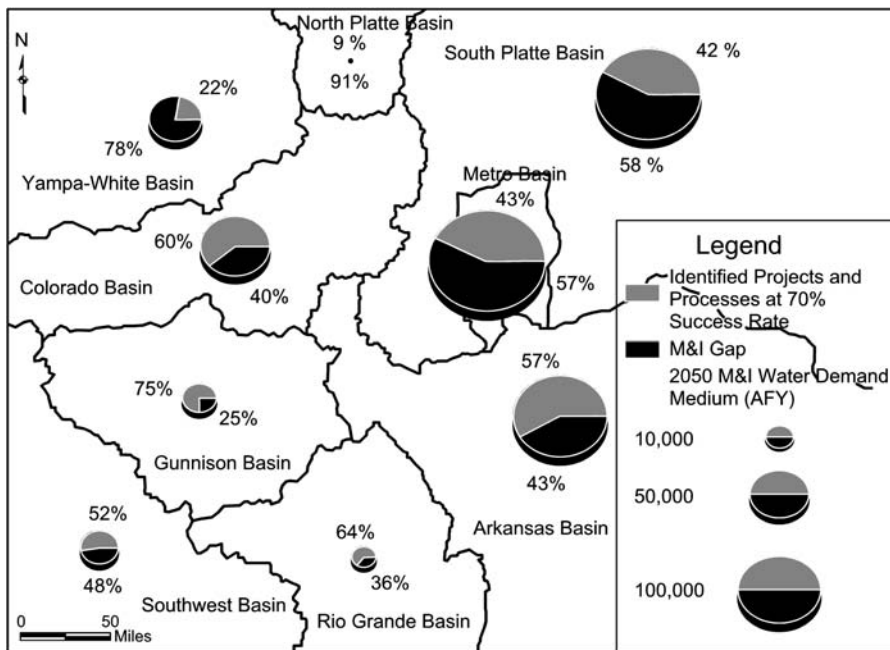 N
North Platte Basin
9 %
91%
South Platte Basin
42 %
58 %
22%
78%
Yampa-White Basin
Metro Basin
43%
57%
60%
40%
Colorado Basin
75%
25%
Gunnison Basin
57%
43%
Arkansas Basin
52%
48%
Southwest Basin
64%
36%
Rio Grande Basin
0 50
Miles
Legend
Identified Projects and
Processes at 70%
Success Rate
M&I Gap
2050 M&I Water Demand
Medium (AFY)
10,000
50,000
100,000